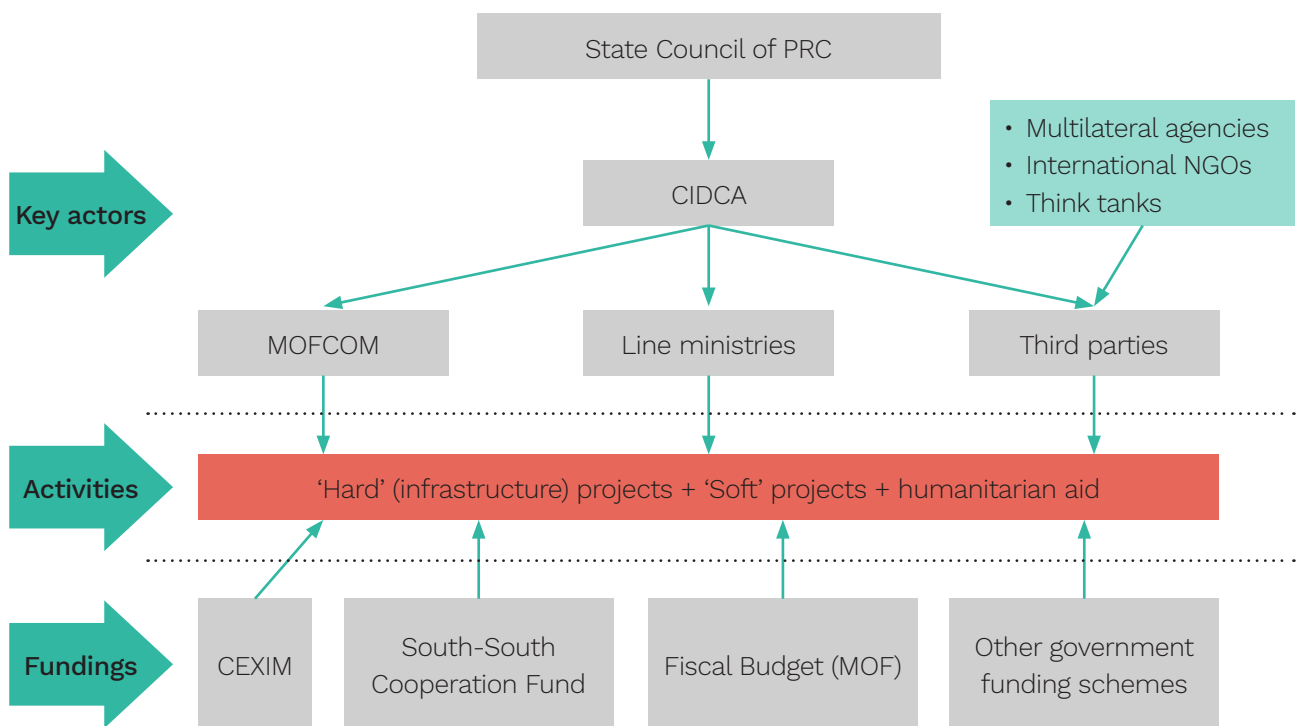 State Council of PRC
• Multilateral agencies
• International NGOs
• Think tanks
Key actors
CIDCA
MOFCOM
Line ministries
Third parties
Activities
‘Hard’ (infrastructure) projects + ‘Soft’ projects + humanitarian aid
Fundings
CEXIM
South-South
Cooperation Fund
Fiscal Budget (MOF)
Other government
funding schemes